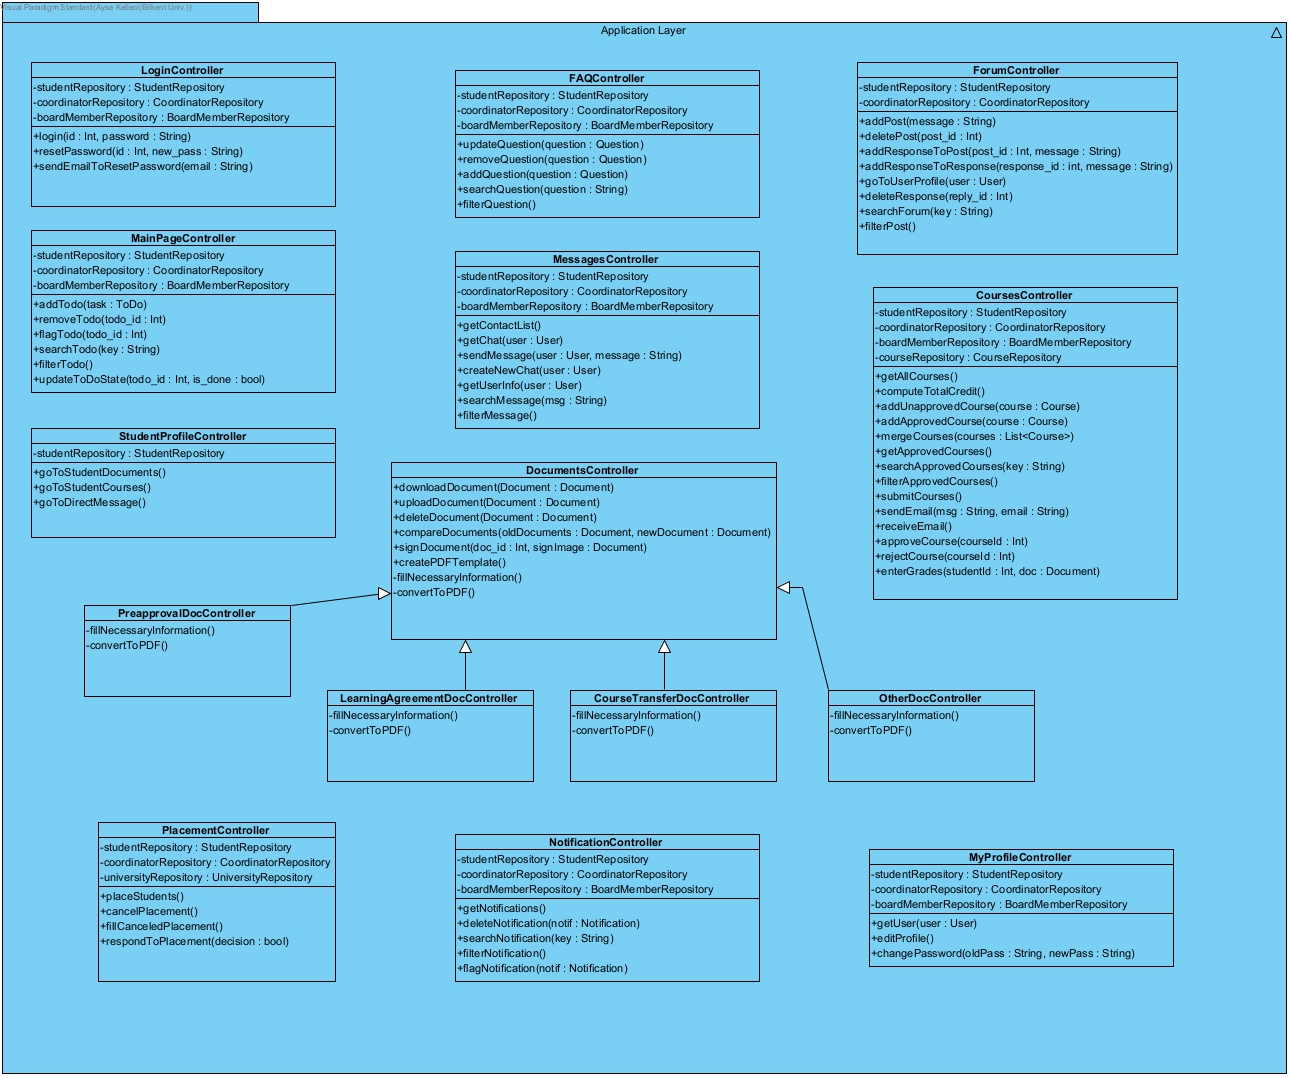 Visual Paradigm Standard(Ayse Kelleci(Bilkent Univ.))
Application Layer
LoginController
-studentRepository : StudentRepository
-coordinatorRepository : CoordinatorRepository
-boardMemberRepository : BoardMemberRepository
+login(id : Int, password : String)
+resetPassword(id : Int, new_pass : String)
+sendEmailToResetPassword(email : String)
FAQController
-studentRepository : StudentRepository
-coordinatorRepository : CoordinatorRepository
-boardMemberRepository : BoardMemberRepository
+updateQuestion(question : Question)
+removeQuestion(question : Question)
+addQuestion(question : Question)
+searchQuestion(question : String)
+filterQuestion()
ForumController
-studentRepository : StudentRepository
-coordinatorRepository : CoordinatorRepository
+addPost(message : String)
+deletePost(post_id : Int)
+addResponseToPost(post_id : Int, message : String)
+addResponseToResponse(response_id : int, message : String)
+goToUserProfile(user : User)
+deleteResponse(reply_id : Int)
+searchForum(key : String)
+filterPost()
MainPageController
-studentRepository : StudentRepository
-coordinatorRepository : CoordinatorRepository
-boardMemberRepository : BoardMemberRepository
+addTodo(task : ToDo)
+removeTodo(todo_id : Int)
+flagTodo(todo_id : Int)
+searchTodo(key : String)
+filterTodo()
+updateToDoState(todo_id : Int, is_done : bool)
MessagesController
-studentRepository : StudentRepository
-coordinatorRepository : CoordinatorRepository
-boardMemberRepository : BoardMemberRepository
+getContactList()
+getChat(user : User)
+sendMessage(user : User, message : String)
+createNewChat(user : User)
+getUserInfo(user : User)
+searchMessage(msg : String)
+filterMessage()
CoursesController
-studentRepository : StudentRepository
-coordinatorRepository : CoordinatorRepository
-boardMemberRepository : BoardMemberRepository
-courseRepository : CourseRepository
+getAllCourses()
+computeTotalCredit()
+addUnapprovedCourse(course : Course)
+addApprovedCourse(course : Course)
+mergeCourses(courses : List<Course>)
+getApprovedCourses()
+searchApprovedCourses(key : String)
+filterApprovedCourses()
+submitCourses()
+sendEmail(msg : String, email : String)
+receiveEmail()
+approveCourse(courseId : Int)
+rejectCourse(courseId : Int)
+enterGrades(studentId : Int, doc : Document)
StudentProfileController
-studentRepository : StudentRepository
+goToStudentDocuments()
+goToStudentCourses()
+goToDirectMessage()
DocumentsController
+downloadDocument(Document : Document)
+uploadDocument(Document : Document)
+deleteDocument(Document : Document)
+compareDocuments(oldDocuments : Document, newDocument : Document)
+signDocument(doc_id : Int, signImage : Document)
+createPDFTemplate()
-fillNecessaryInformation()
-convertToPDF()
PreapprovalDocController
-fillNecessaryInformation()
-convertToPDF()
LearningAgreementDocController
-fillNecessaryInformation()
-convertToPDF()
CourseTransferDocController
-fillNecessaryInformation()
-convertToPDF()
OtherDocController
-fillNecessaryInformation()
-convertToPDF()
PlacementController
-studentRepository : StudentRepository
-coordinatorRepository : CoordinatorRepository
-universityRepository : UniversityRepository
+placeStudents()
+cancelPlacement()
+fillCanceledPlacement()
+respondToPlacement(decision : bool)
NotificationController
-studentRepository : StudentRepository
-coordinatorRepository : CoordinatorRepository
-boardMemberRepository : BoardMemberRepository
+getNotifications()
+deleteNotification(notif : Notification)
+searchNotification(key : String)
+filterNotification()
+flagNotification(notif : Notification)
MyProfileController
-studentRepository : StudentRepository
-coordinatorRepository : CoordinatorRepository
-boardMemberRepository : BoardMemberRepository
+getUser(user : User)
+editProfile()
+changePassword(oldPass : String, newPass : String)